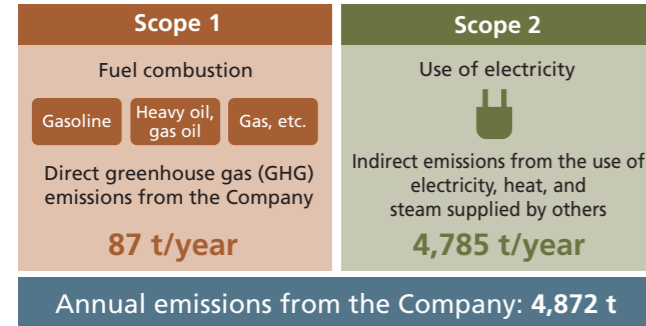 Scope 1
Fuel combustion
Gasoline
Heavy oil,
gas oil
Gas, etc.
Direct greenhouse gas (GHG)
emissions from the Company
87 t/year
Scope 2
Use of electricity
Indirect emissions from the use of
electricity, heat, and
steam supplied by others
4,785 t/year
Annual emissions from the Company: 4,872 t